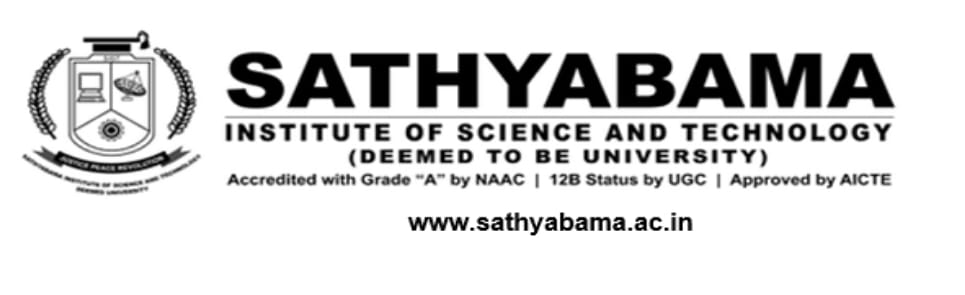 SATHYABAMA
INSTITUTE OF SCIENCE AND TECHNOLOGY
(DEEMED TO BE UNIVERSITY)
Accredited with Grade “A” by NAAC | 12B Status by UGC | Approved by AICTE
www.sathyabama.ac.in
JUSTICE PEACE REVOLUTION
SATHYABAMA INSTITUTE OF SCIENCE AND TECHNOLOGY
DEEMED UNIVERSITY